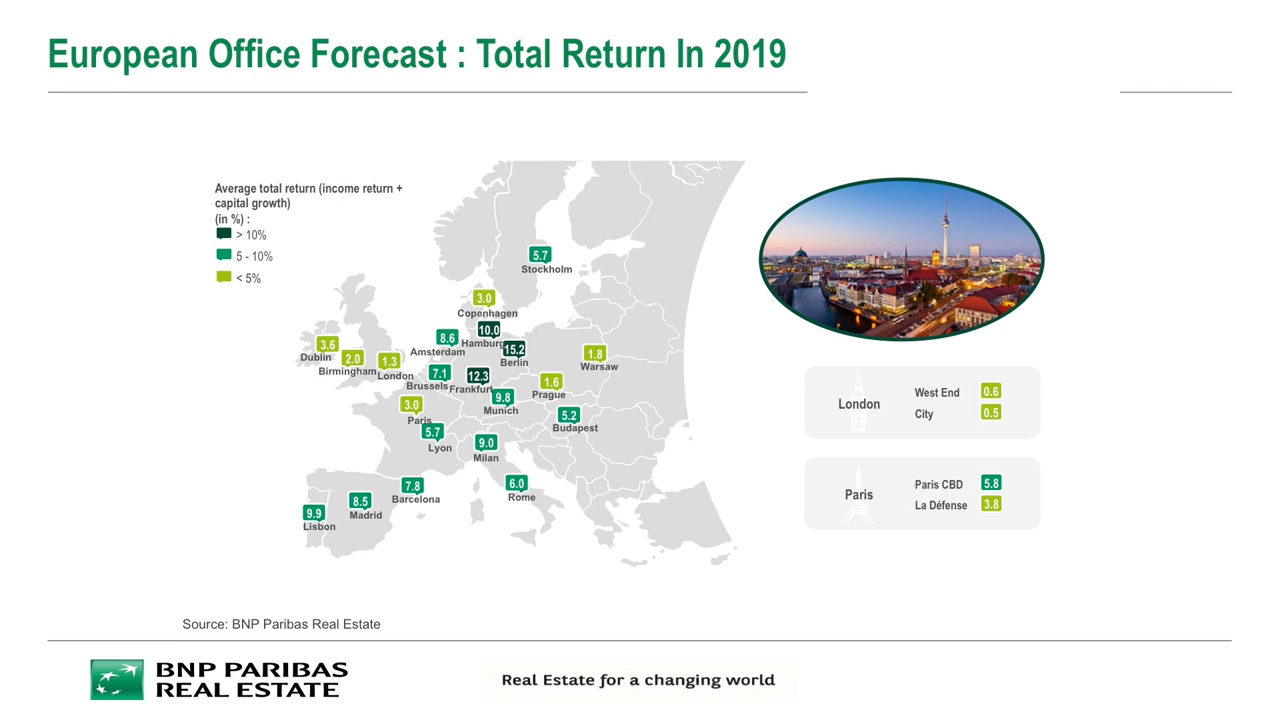 European Office Forecast : Total Return In 2019
Average total return (income return +
capital growth)
(in %) :
> 10%
5 - 10%
< 5%
5.7
Stockholm
3.0
Copenhagen
10.0
Hamburg
8.6
Amsterdam
15.2
Berlin
3.6
Dublin
2.0
Birmingham
1.3
London
1.8
Warsaw
7.1
Brussels
12.3
Frankfurt
1.6
Prague
9.8
Munich
3.0
Paris
5.2
Budapest
5.7
Lyon
9.0
Milan
7.8
Barcelona
6.0
Rome
8.5
Madrid
9.9
Lisbon
London
West End 0.6
City 0.5
Paris
Paris CBD 5.8
La Défense 3.8
Source: BNP Paribas Real Estate
BNP PARIBAS
REAL ESTATE
Real Estate for a changing world